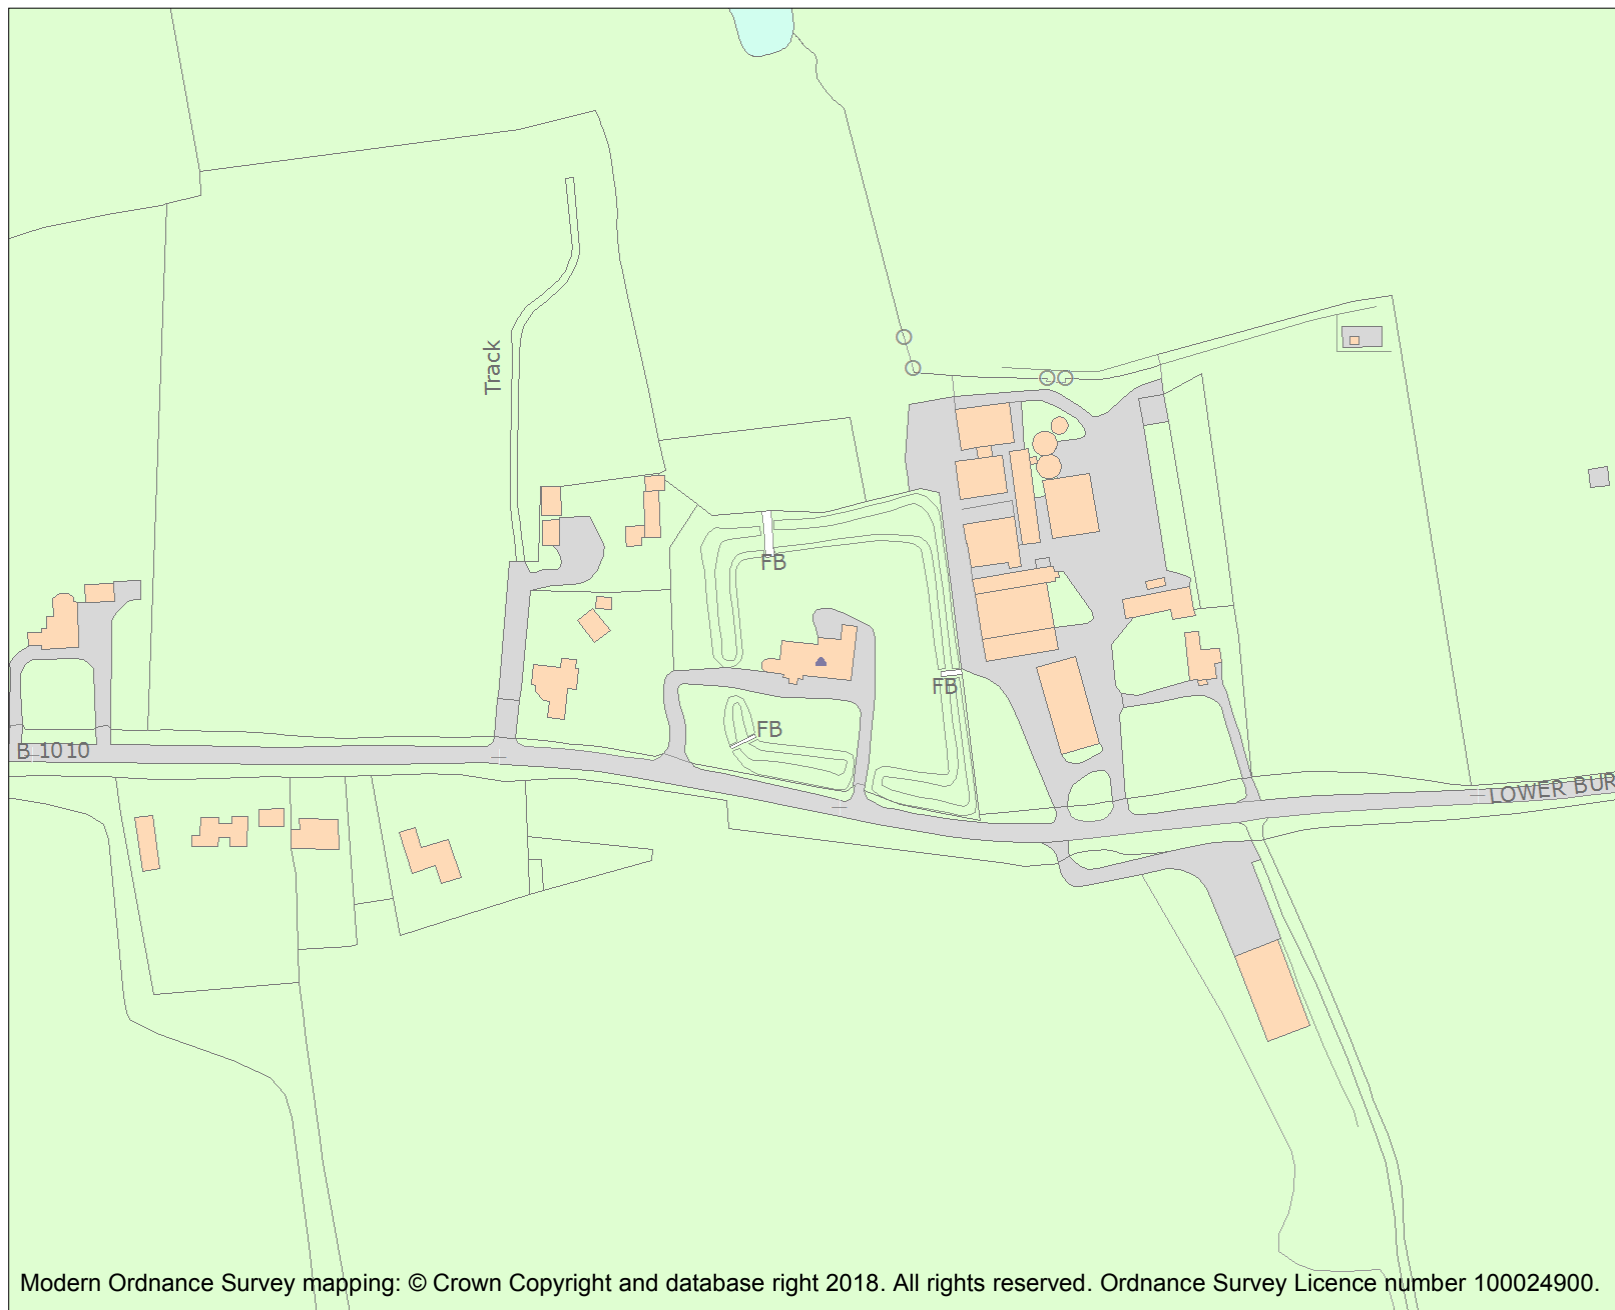 Track
FB
FB
FB
B 1010
LOWER BUR
Modern Ordnance Survey mapping: © Crown Copyright and database right 2018. All rights reserved. Ordnance Survey Licence number 100024900.